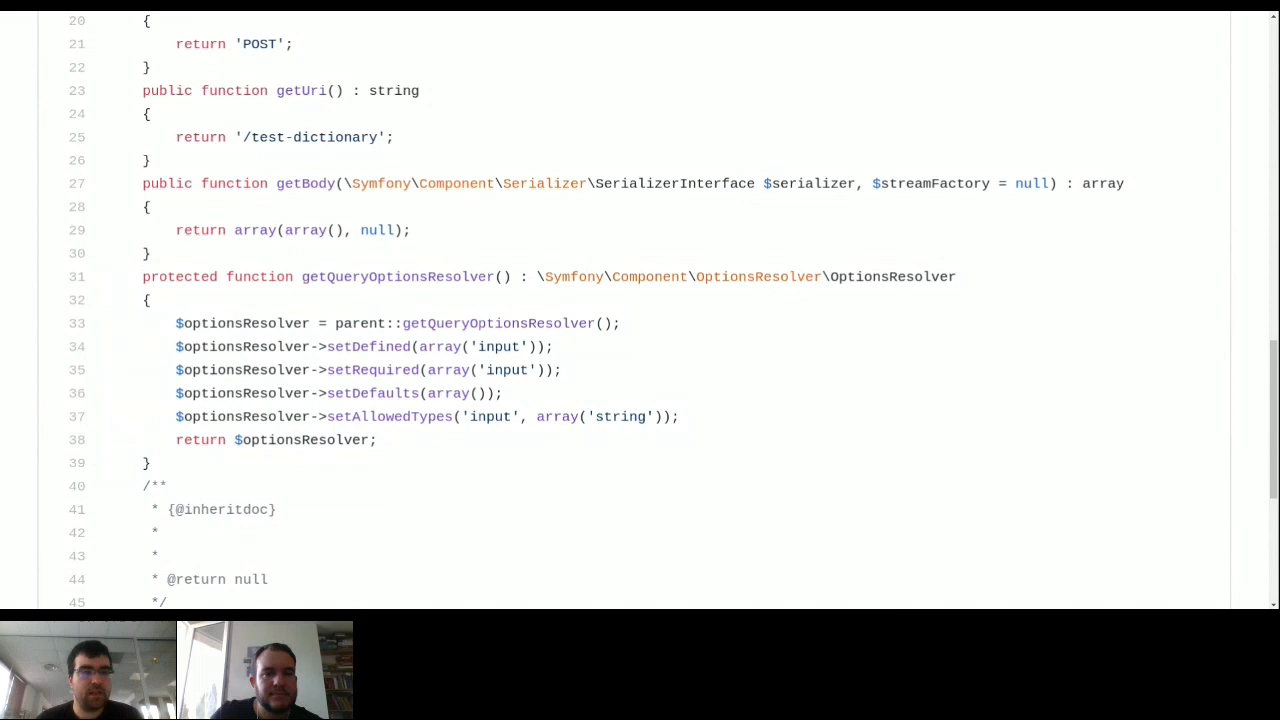 20 {
21 return 'POST';
22 }
23 public function getUri() : string
24 {
25 return '/test-dictionary';
26 }
27 public function getBody(\Symfony\Component\Serializer\SerializerInterface $serializer, $streamFactory = null) : array
28 {
29 return array(array(), null);
30 }
31 protected function getQueryOptionsResolver() : \Symfony\Component\OptionsResolver\OptionsResolver
32 {
33 $optionsResolver = parent::getQueryOptionsResolver();
34 $optionsResolver->setDefined(array('input'));
35 $optionsResolver->setRequired(array('input'));
36 $optionsResolver->setDefaults(array());
37 $optionsResolver->setAllowedTypes('input', array('string'));
38 return $optionsResolver;
39 }
40 /**
41 * {@inheritdoc}
42 *
43 *
44 * @return null
45 */